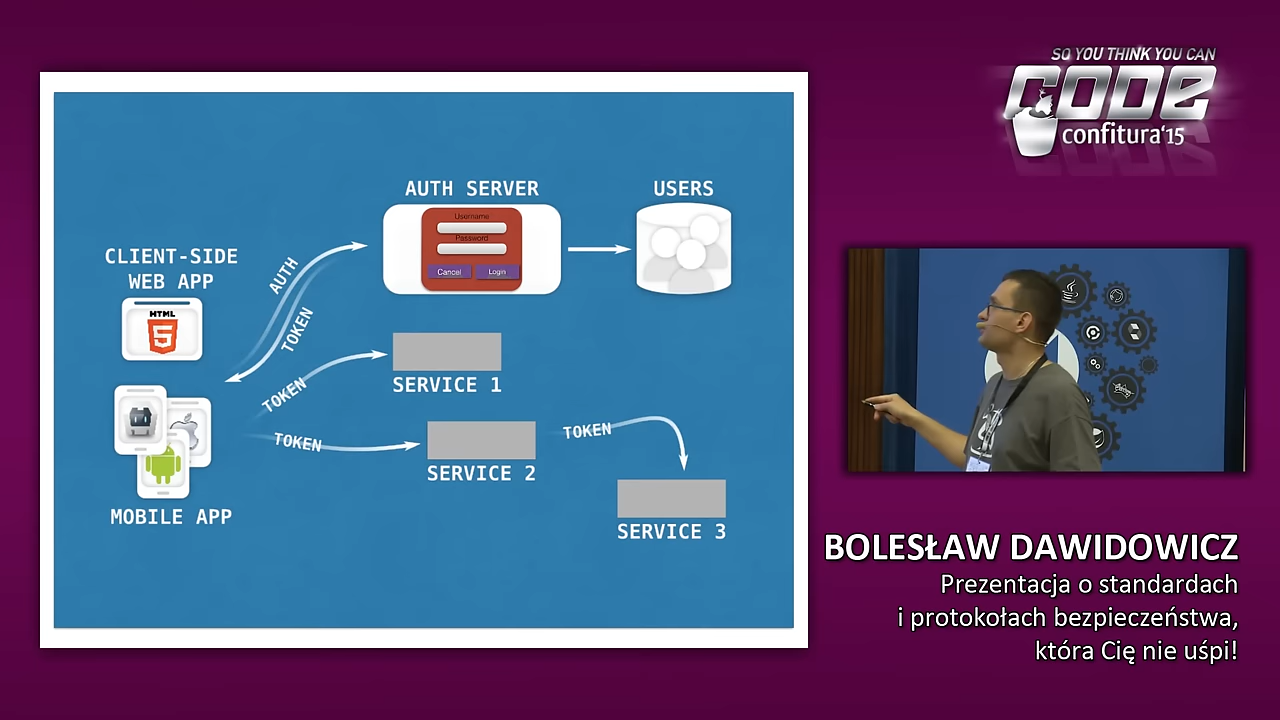 SO YOU THINK YOU CAN
CODE
confitura'15
AUTH SERVER
USERS
Username
Password
Cancel
Login
CLIENT-SIDE
WEB APP
HTML
5
AUTH
TOKEN
TOKEN
SERVICE 1
TOKEN
SERVICE 2
TOKEN
SERVICE 3
MOBILE APP
BOLESŁAW DAWIDOWICZ
Prezentacja o standardach
i protokołach bezpieczeństwa,
która Cię nie uśpi!